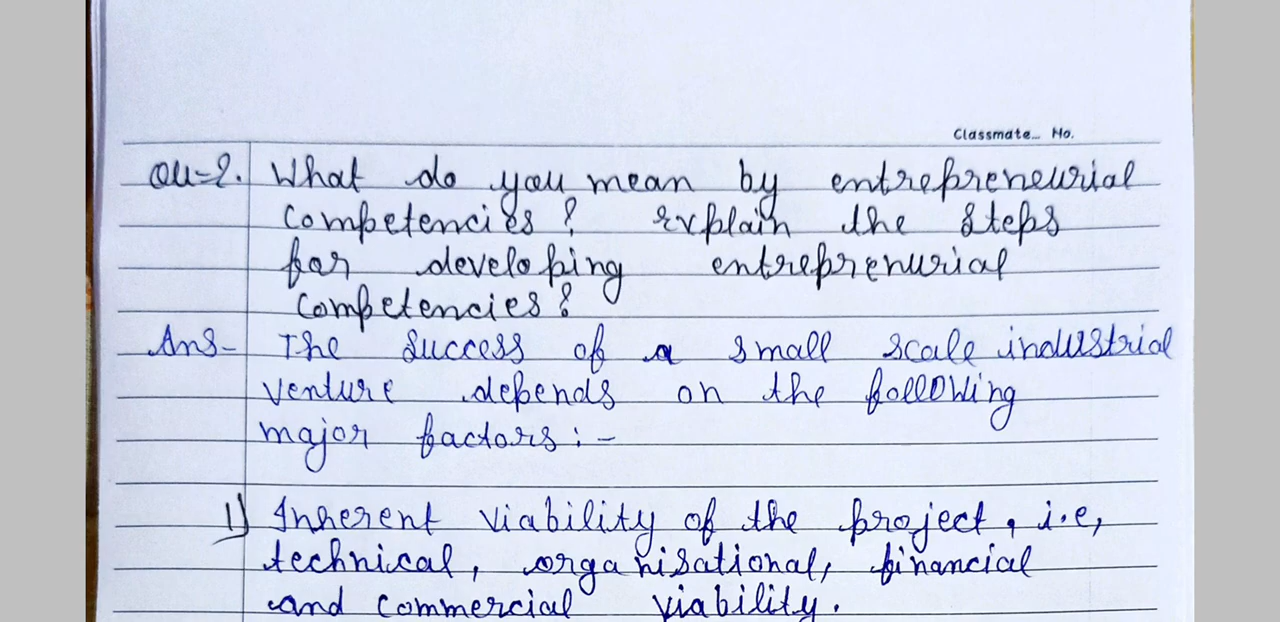 Classmate... No.
QU-2. What do you mean by entrepreneurial
competencies? Explain the steps
for developing entreprenurial
competencies?
Ans- The success of a small scale industrial
venture depends on the following
major factors:-
1) Inherent viability of the project, i.e,
technical, organisational, financial
and commercial viability.